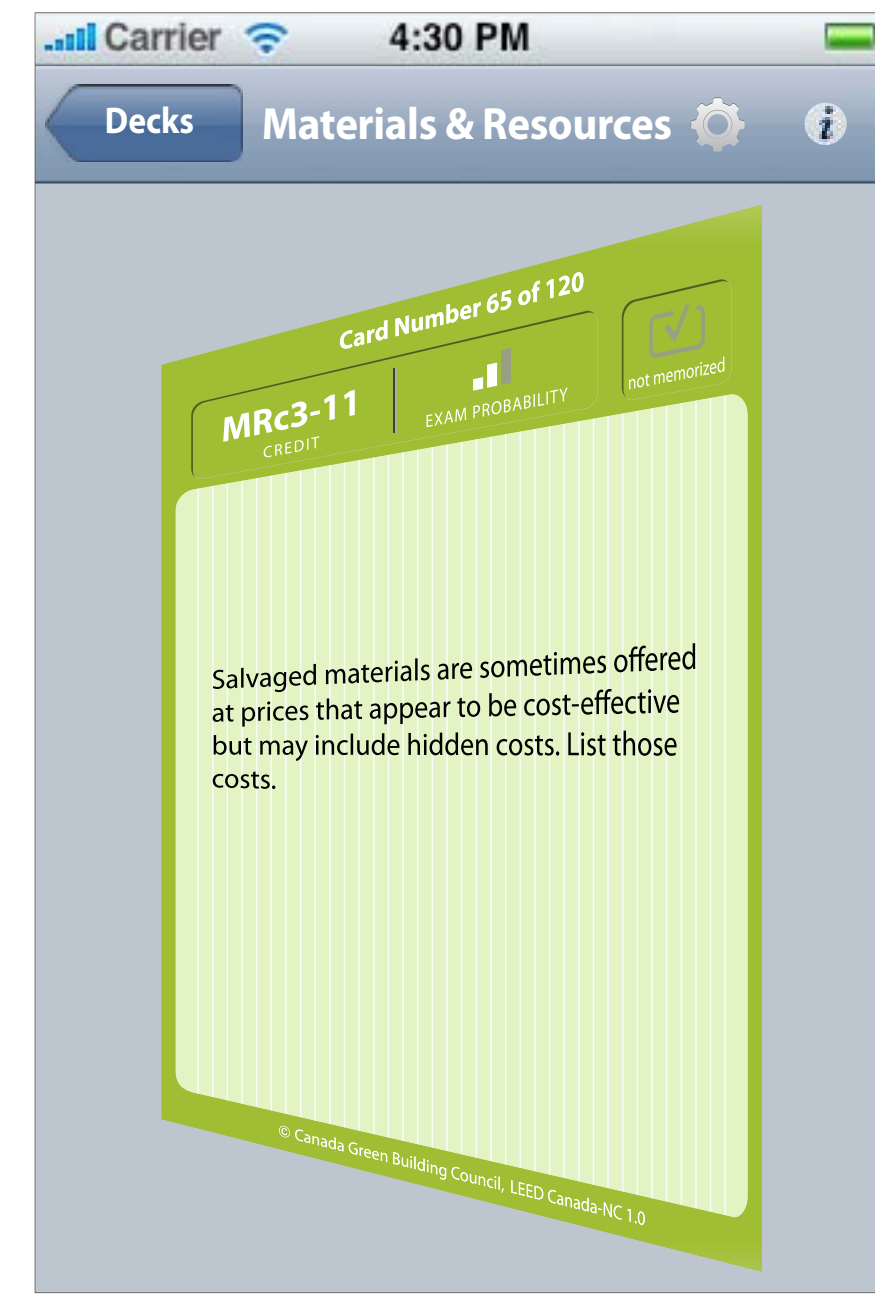 Carrier 4:30 PM
Decks Materials & Resources i
Card Number 65 of 120
MRc3-11
CREDIT
EXAM PROBABILITY
not memorized
Salvaged materials are sometimes offered
at prices that appear to be cost-effective
but may include hidden costs. List those
costs.
© Canada Green Building Council, LEED Canada-NC 1.0